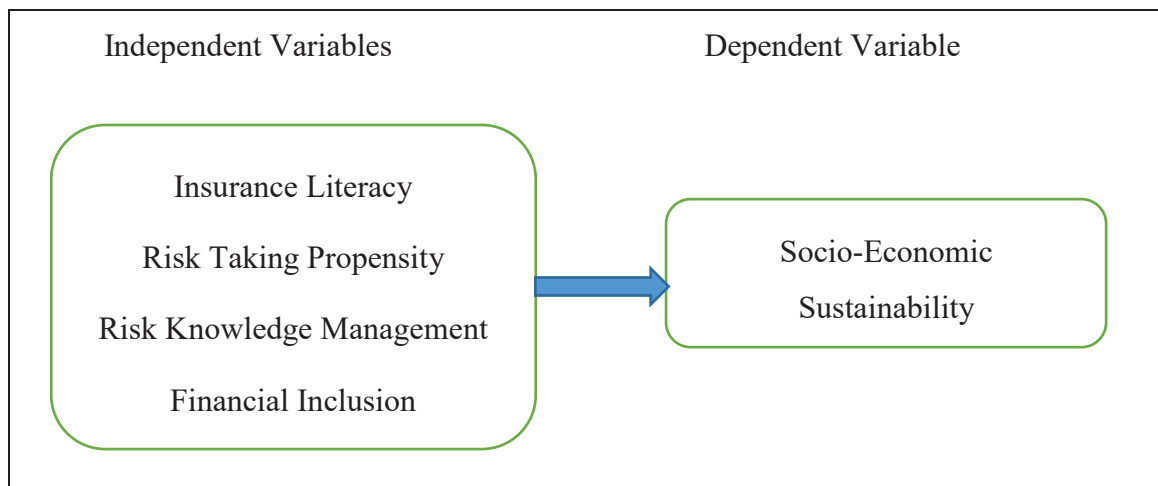 Independent Variables
Dependent Variable
Insurance Literacy
Risk Taking Propensity
Risk Knowledge Management
Financial Inclusion
Socio-Economic
Sustainability